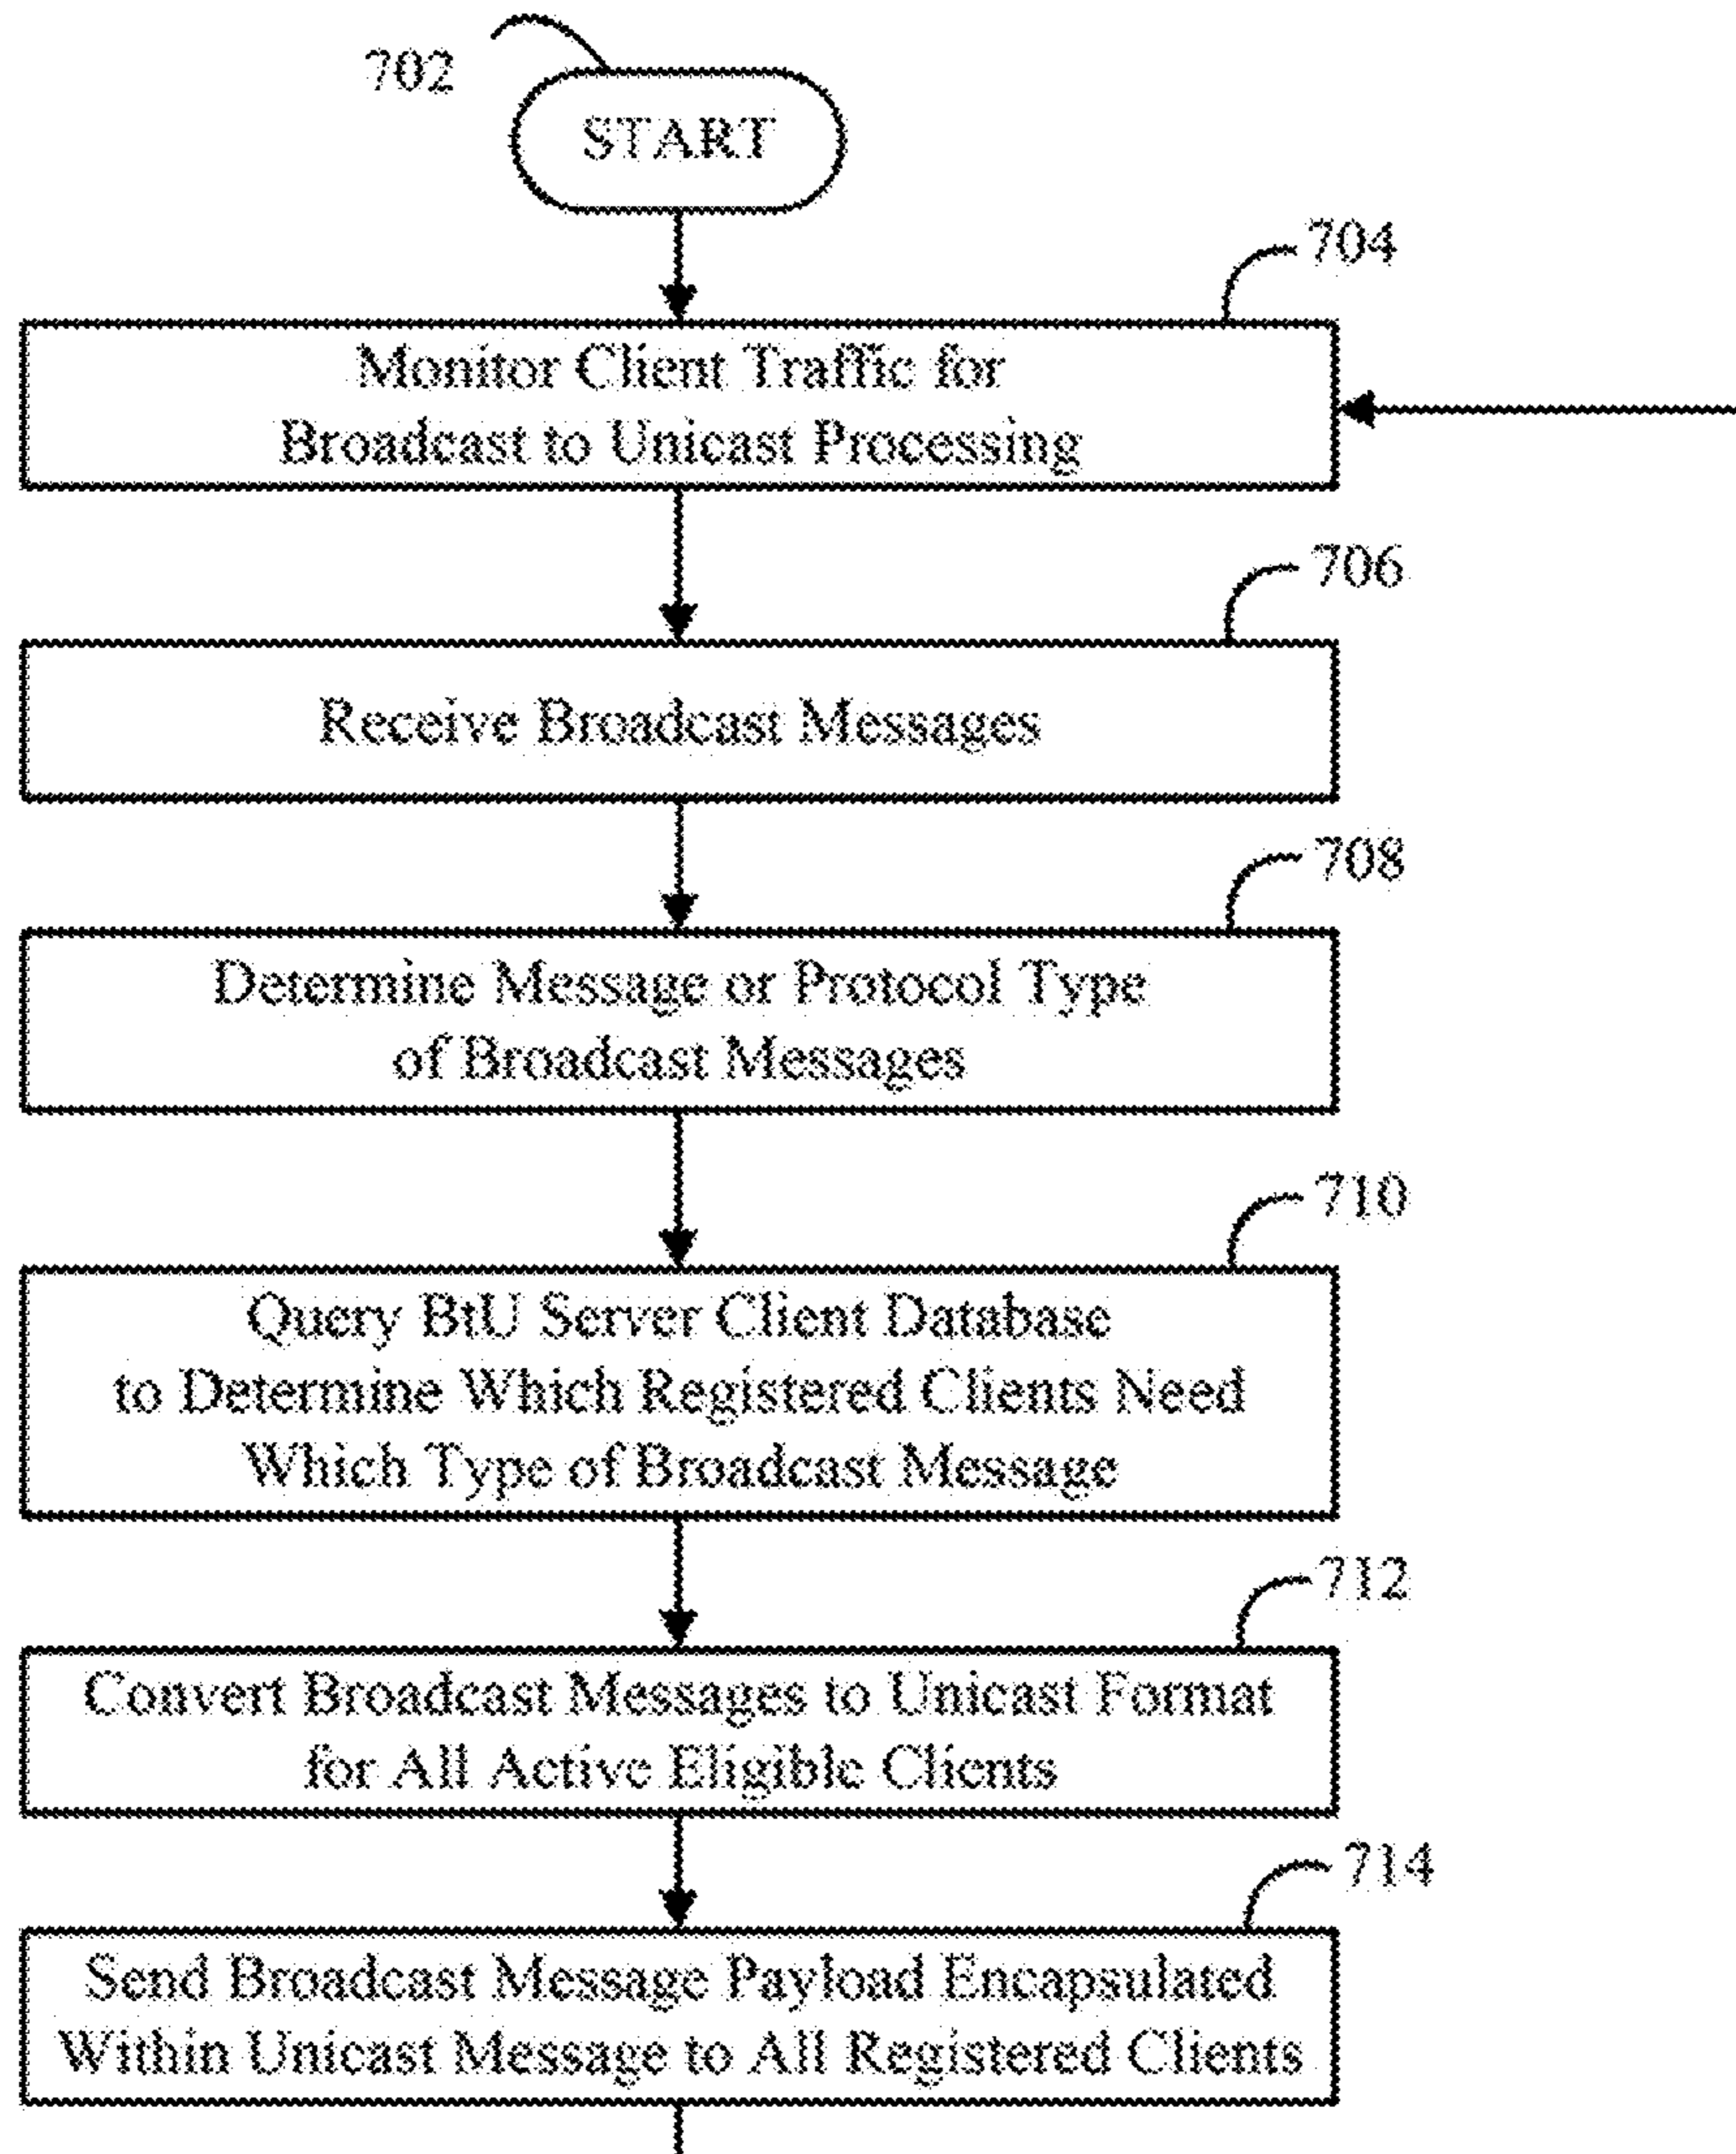 702
START
704
Monitor Client Traffic for
Broadcast to Unicast Processing
706
Receive Broadcast Messages
708
Determine Message or Protocol Type
of Broadcast Messages
710
Query BtU Server Client Database
to Determine Which Registered Clients Need
Which Type of Broadcast Message
712
Convert Broadcast Messages to Unicast Format
for All Active Eligible Clients
714
Send Broadcast Message Payload Encapsulated
Within Unicast Message to All Registered Clients